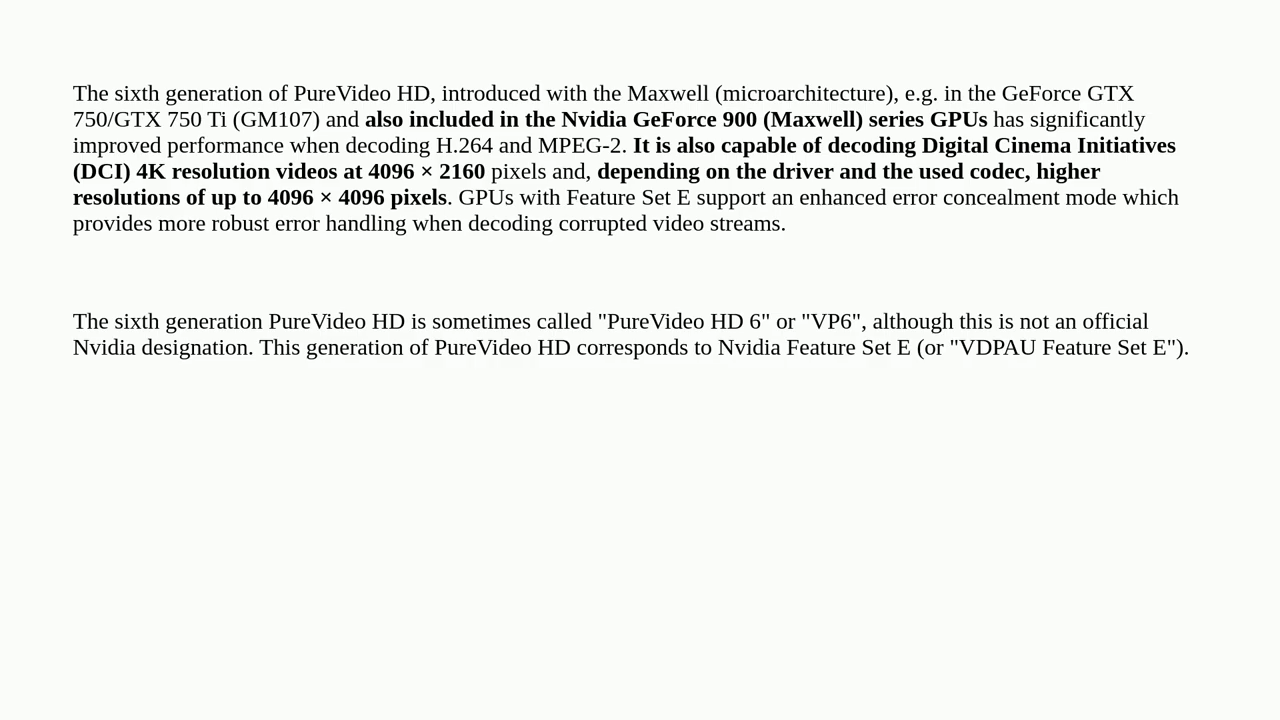 The sixth generation of PureVideo HD, introduced with the Maxwell (microarchitecture), e.g. in the GeForce GTX
750/GTX 750 Ti (GM107) and also included in the Nvidia GeForce 900 (Maxwell) series GPUs has significantly
improved performance when decoding H.264 and MPEG-2. It is also capable of decoding Digital Cinema Initiatives
(DCI) 4K resolution videos at 4096 × 2160 pixels and, depending on the driver and the used codec, higher
resolutions of up to 4096 × 4096 pixels. GPUs with Feature Set E support an enhanced error concealment mode which
provides more robust error handling when decoding corrupted video streams.
The sixth generation PureVideo HD is sometimes called "PureVideo HD 6" or "VP6", although this is not an official
Nvidia designation. This generation of PureVideo HD corresponds to Nvidia Feature Set E (or "VDPAU Feature Set E").